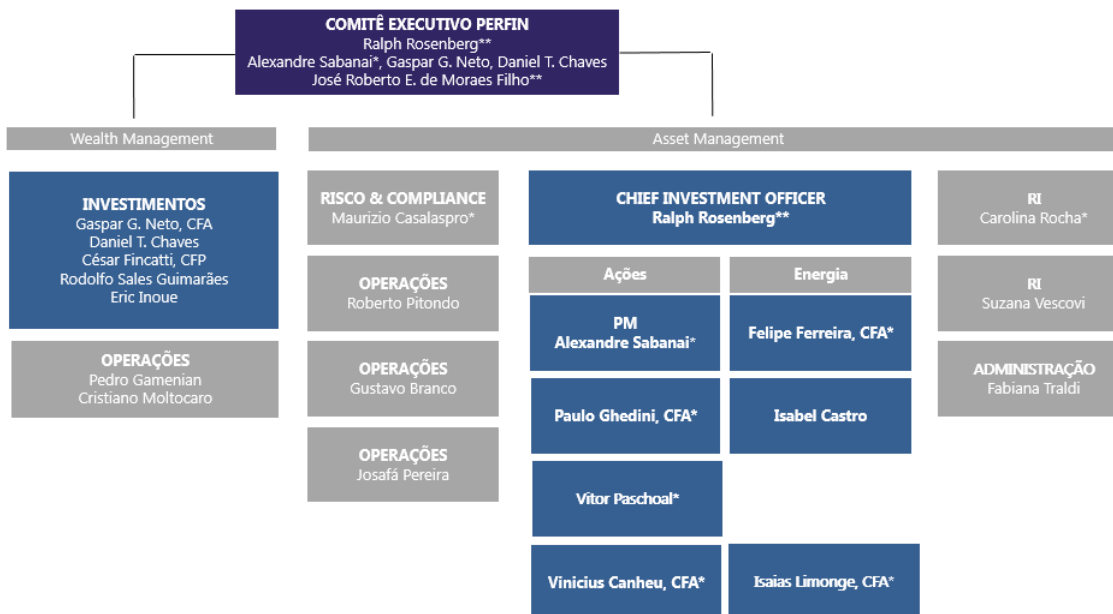 COMITÊ EXECUTIVO PERFIN
Ralph Rosenberg**
Alexandre Sabanai*, Gaspar G. Neto, Daniel T. Chaves
José Roberto E. de Moraes Filho**
Wealth Management
Asset Management
INVESTIMENTOS
Gaspar G. Neto, CFA
Daniel T. Chaves
César Fincatti, CFP
Rodolfo Sales Guimarães
Eric Inoue
OPERAÇÕES
Pedro Gamenian
Cristiano Moltocaro
RISCO & COMPLIANCE
Maurizio Casalaspro*
OPERAÇÕES
Roberto Pitondo
OPERAÇÕES
Gustavo Branco
OPERAÇÕES
Josafá Pereira
CHIEF INVESTMENT OFFICER
Ralph Rosenberg**
Ações
PM
Alexandre Sabanai*
Paulo Ghedini, CFA*
Vitor Paschoal*
Vinicius Canheu, CFA*
Energia
Felipe Ferreira, CFA*
Isabel Castro
Isaias Limonge, CFA*
RI
Carolina Rocha*
RI
Suzana Vescovi
ADMINISTRAÇÃO
Fabiana Traldi